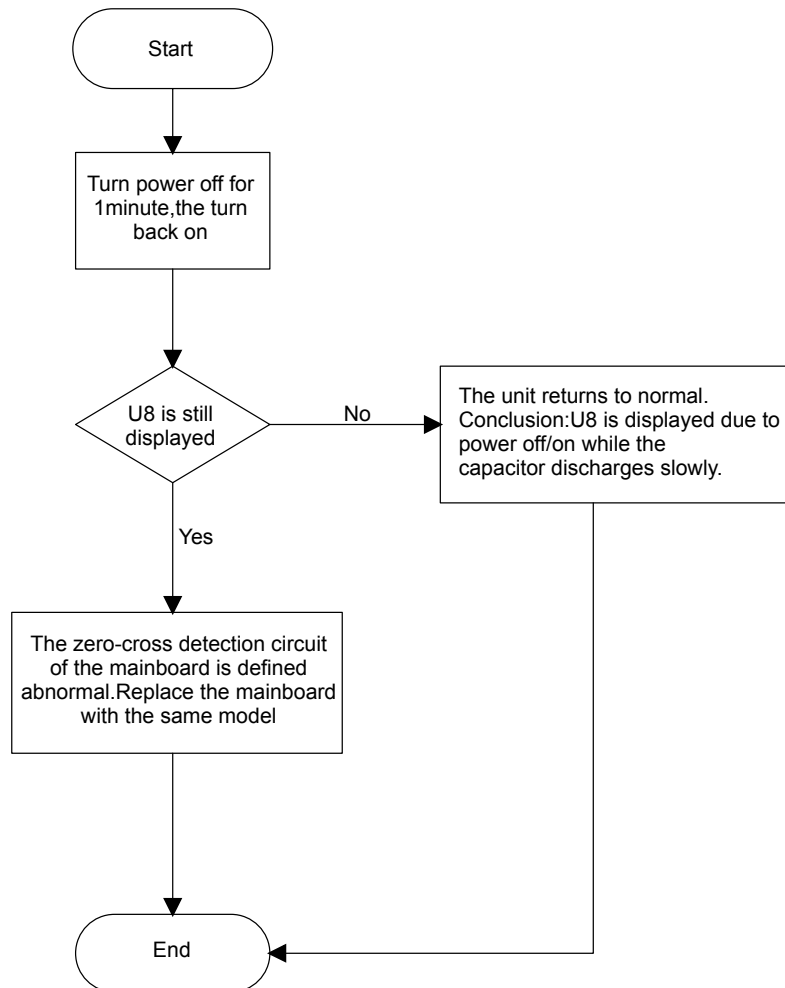 Start
Turn power off for
1minute,the turn
back on
U8 is still
displayed
No
The unit returns to normal.
Conclusion:U8 is displayed due to
power off/on while the
capacitor discharges slowly.
Yes
The zero-cross detection circuit
of the mainboard is defined
abnormal.Replace the mainboard
with the same model
End